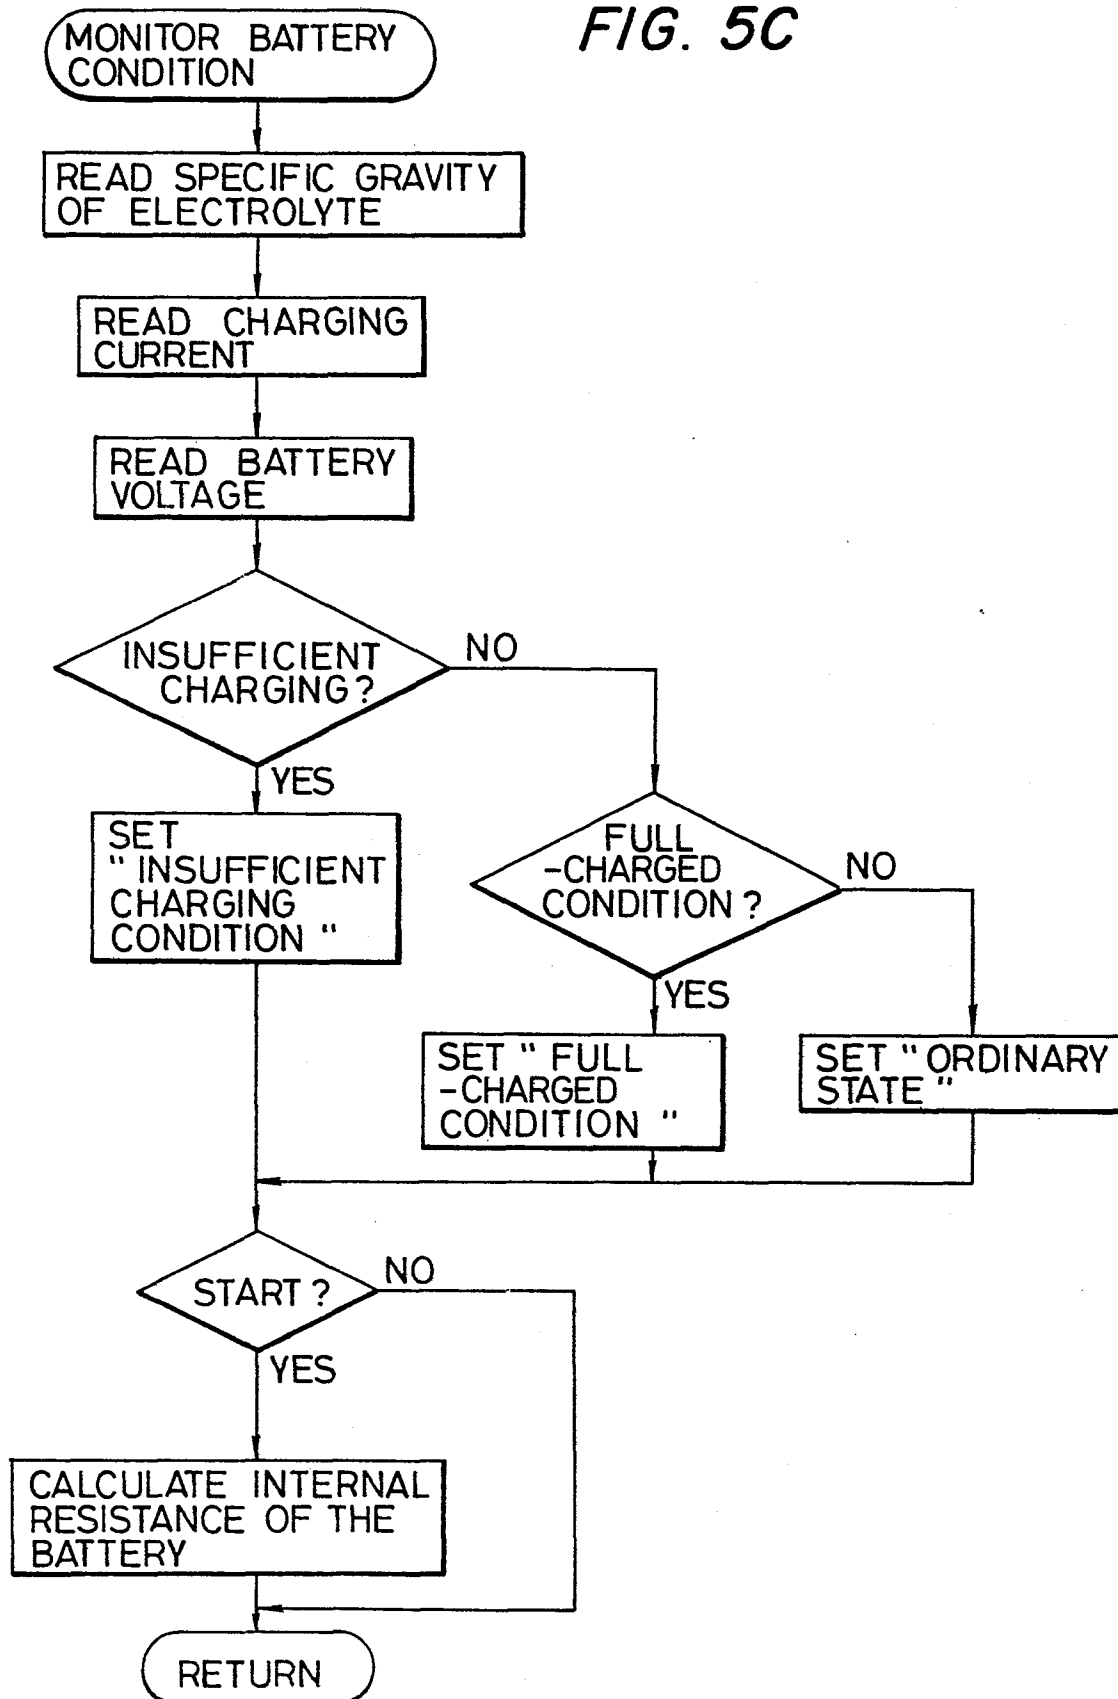 FIG. 5C
MONITOR BATTERY
CONDITION
READ SPECIFIC GRAVITY
OF ELECTROLYTE
READ CHARGING
CURRENT
READ BATTERY
VOLTAGE
INSUFFICIENT
CHARGING?
NO
YES
SET
"INSUFFICIENT
CHARGING
CONDITION"
FULL
-CHARGED
CONDITION?
NO
YES
SET "FULL
-CHARGED
CONDITION"
SET "ORDINARY
STATE"
START?
NO
YES
CALCULATE INTERNAL
RESISTANCE OF THE
BATTERY
RETURN